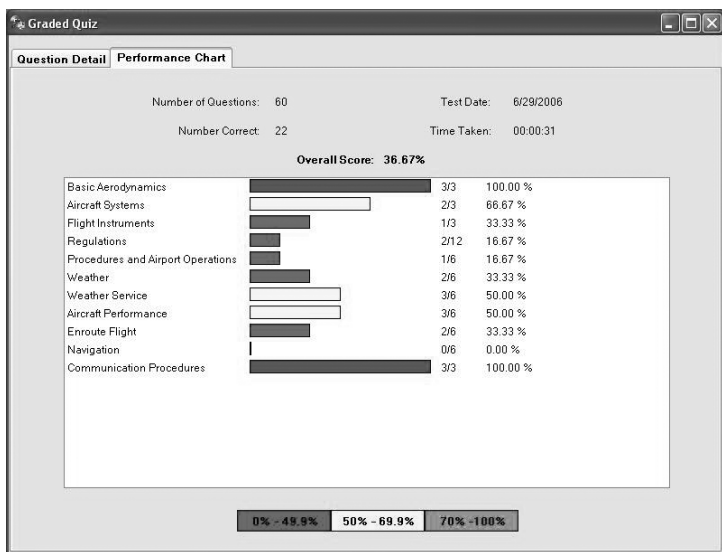 Graded Quiz
Question Detail Performance Chart
Number of Questions: 60 Test Date: 6/29/2006
Number Correct: 22 Time Taken: 00:00:31
Overall Score: 36.67%
Basic Aerodynamics 3/3 100.00 %
Aircraft Systems 2/3 66.67 %
Flight Instruments 1/3 33.33 %
Regulations 2/12 16.67 %
Procedures and Airport Operations 1/6 16.67 %
Weather 2/6 33.33 %
Weather Service 3/6 50.00 %
Aircraft Performance 3/6 50.00 %
Enroute Flight 2/6 33.33 %
Navigation 0/6 0.00 %
Communication Procedures 3/3 100.00 %
0% - 49.9% 50% - 69.9% 70% -100%